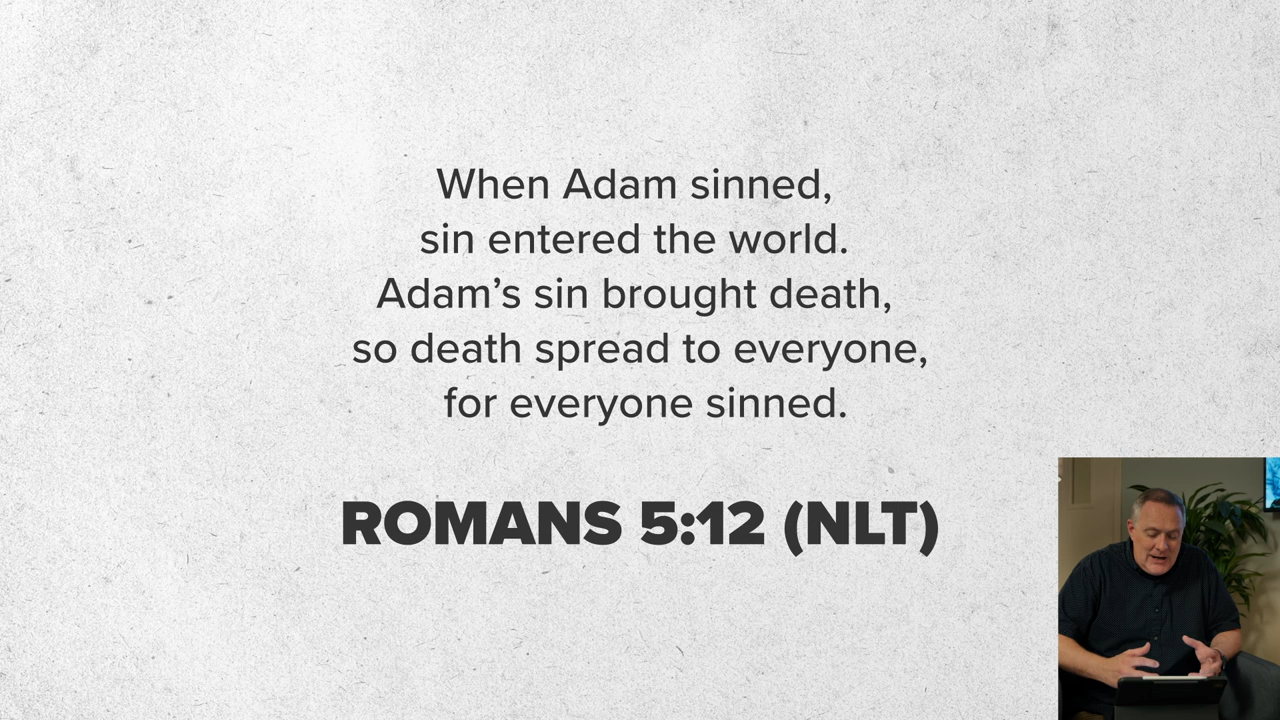 When Adam sinned,
sin entered the world.
Adam’s sin brought death,
so death spread to everyone,
for everyone sinned.
ROMANS 5:12 (NLT)